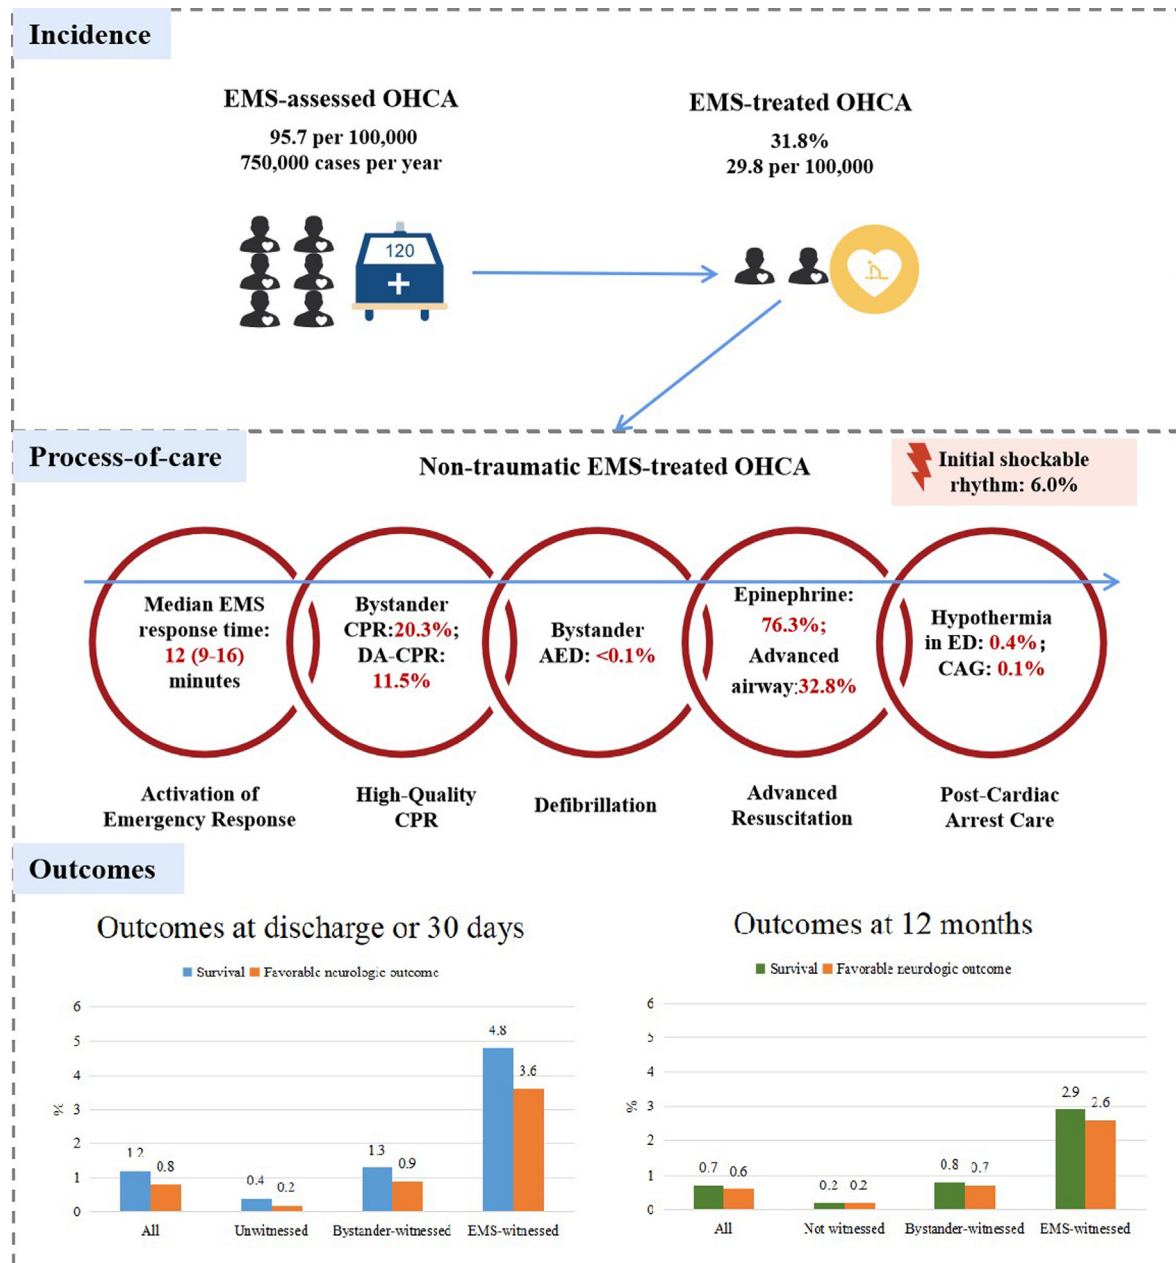 Incidence
EMS-assessed OHCA
95.7 per 100,000
750,000 cases per year
120
EMS-treated OHCA
31.8%
29.8 per 100,000
Process-of-care
Non-traumatic EMS-treated OHCA
Initial shockable
rhythm: 6.0%
Median EMS
response time:
12 (9-16)
minutes
Bystander
CPR:20.3%;
DA-CPR:
11.5%
Bystander
AED: <0.1%
Epinephrine:
76.3%;
Advanced
airway:32.8%
Hypothermia
in ED: 0.4%;
CAG: 0.1%
Activation of
Emergency Response
High-Quality
CPR
Defibrillation
Advanced
Resuscitation
Post-Cardiac
Arrest Care
Outcomes
Outcomes at discharge or 30 days
Survival Favorable neurologic outcome
%
6
5
4
3
2
1
0
1.2
0.8
0.4
0.2
1.3
0.9
4.8
3.6
All Unwitnessed Bystander-witnessed EMS-witnessed
Outcomes at 12 months
Survival Favorable neurologic outcome
%
6
5
4
3
2
1
0
0.7
0.6
0.2
0.2
0.8
0.7
2.9
2.6
All Not witnessed Bystander-witnessed EMS-witnessed